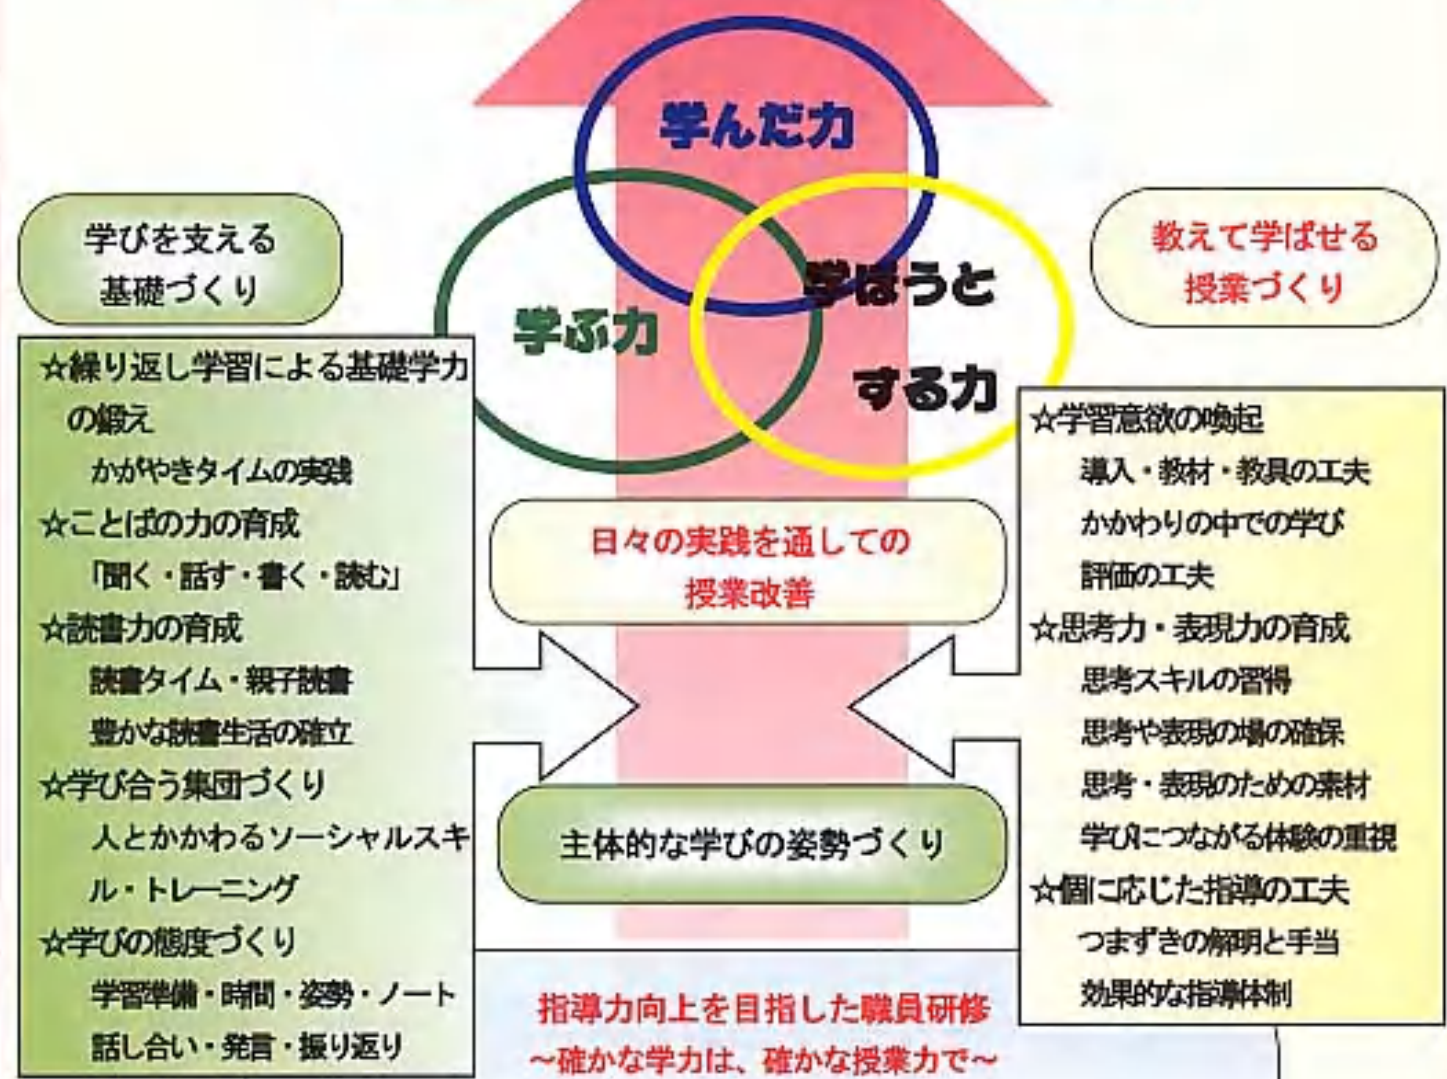 学んだ力
学ぶ力
学ぼうと
する力
学びを支える
基礎づくり
☆繰り返し学習による基礎学力
の鍛え
かがやきタイムの実践
☆ことばの力の育成
「聞く・話す・書く・読む」
☆読書力の育成
読書タイム・親子読書
豊かな読書生活の確立
☆学び合う集団づくり
人とかかわるソーシャルスキ
ル・トレーニング
☆学びの態度づくり
学習準備・時間・姿勢・ノート
話し合い・発言・振り返り
日々の実践を通しての
授業改善
主体的な学びの姿勢づくり
教えて学ばせる
授業づくり
☆学習意欲の喚起
導入・教材・教具の工夫
かかわりの中での学び
評価の工夫
☆思考力・表現力の育成
思考スキルの習得
思考や表現の場の確保
思考・表現のための素材
学びにつながる体験の重視
☆個に応じた指導の工夫
つまずきの解明と手当
効果的な指導体制
指導力向上を目指した職員研修
～確かな学力は、確かな授業力で～